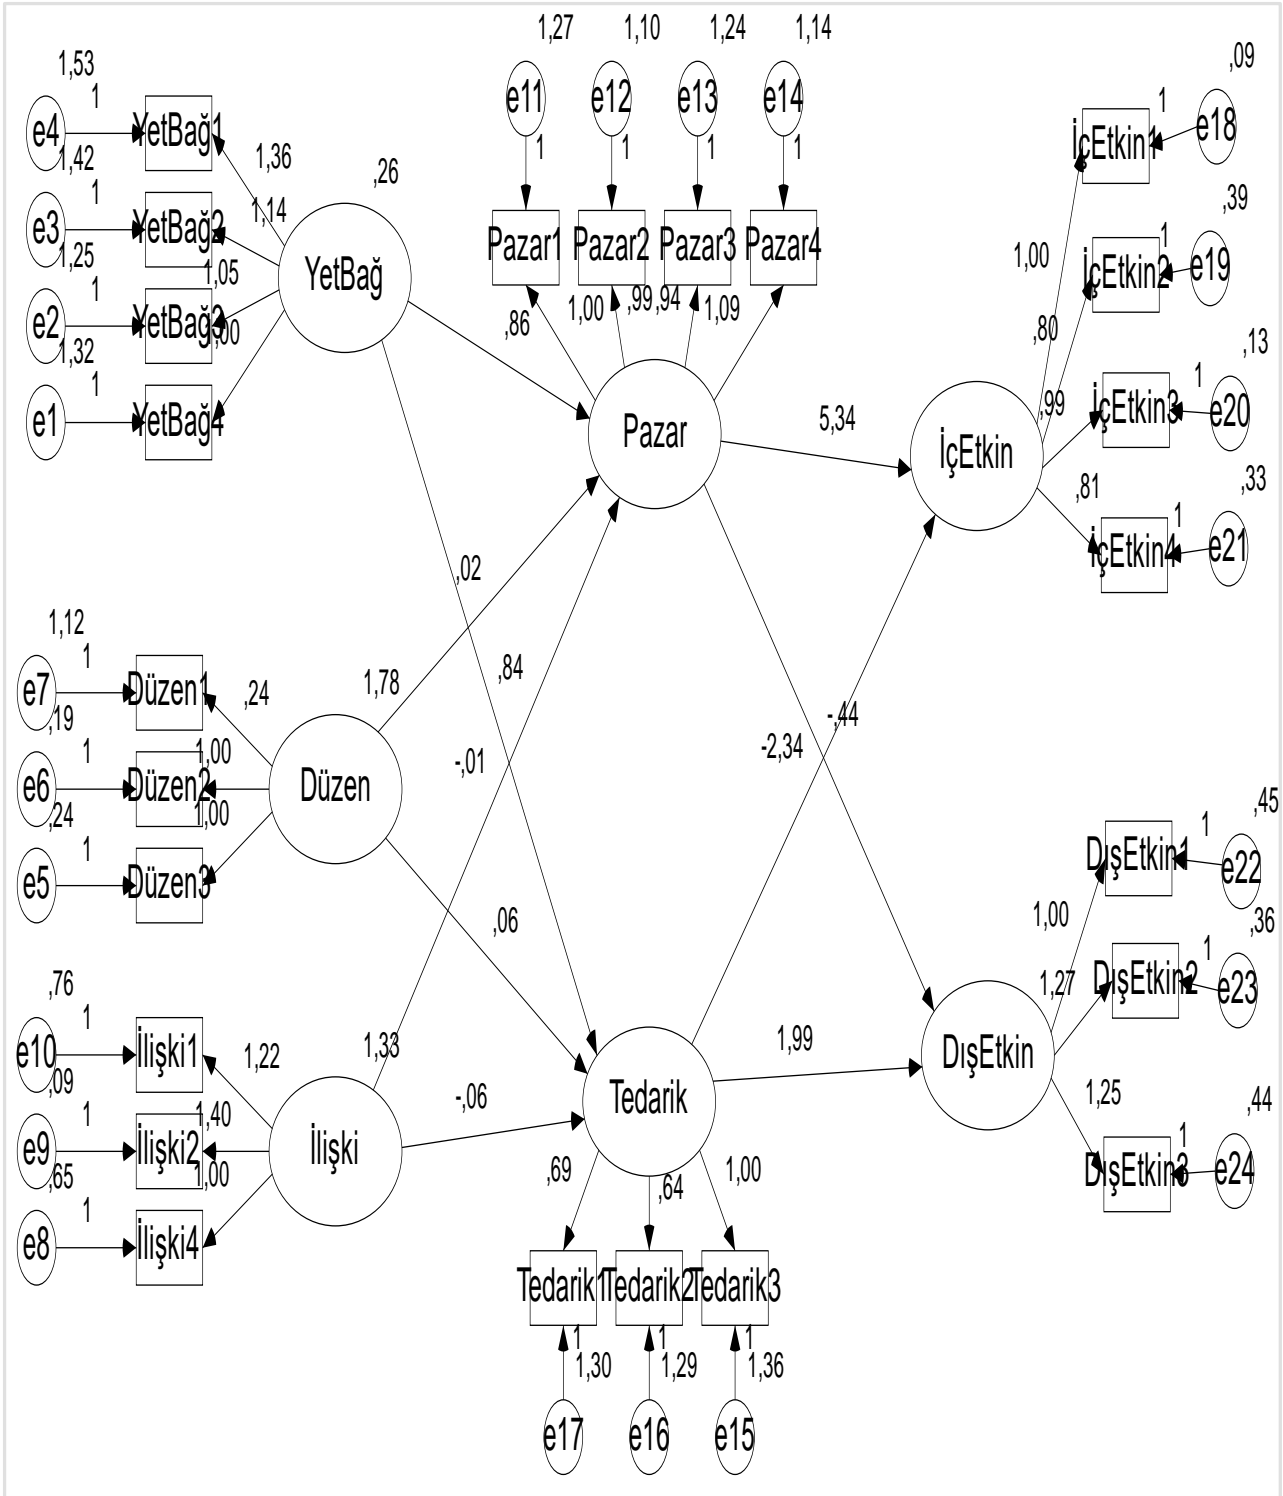 1,27
1,10
1,24
1,14
1,53
,09
1
e11
e12
e13
e14
1
e4
YetBağ1
İçEtkin1
e18
1,42
1,36
,26
1
1
1
1
1
,39
e3
YetBağ2
1,14
Pazar1
Pazar2
Pazar3
Pazar4
1
1,25
1,05
YetBağ
1,00
İçEtkin2
e19
1
e2
YetBağ3
,00
,86
1,00
,99
,94
1,09
,80
,13
1,32
1
1
e1
YetBağ4
Pazar
5,34
İçEtkin
,99
İçEtkin3
e20
,81
,33
1
İçEtkin4
e21
,02
1,12
1
e7
Düzen1
,24
1,78
,84
,19
-,44
1
1,00
-,01
-2,34
e6
Düzen2
Düzen
,24
1,00
,45
1
1
e5
Düzen3
DışEtkin1
e22
,06
1,00
,36
,76
1
1
1,27
DışEtkin2
e23
e10
İlişki1
1,22
1,33
1,99
DışEtkin
,09
1
1,40
-,06
Tedarik
1,25
,44
e9
İlişki2
İlişki
1
,65
1,00
,69
,64
1,00
DışEtkin3
e24
1
e8
İlişki4
Tedarik1
Tedarik2
Tedarik3
1
1
1
1,30
1,29
1,36
e17
e16
e15